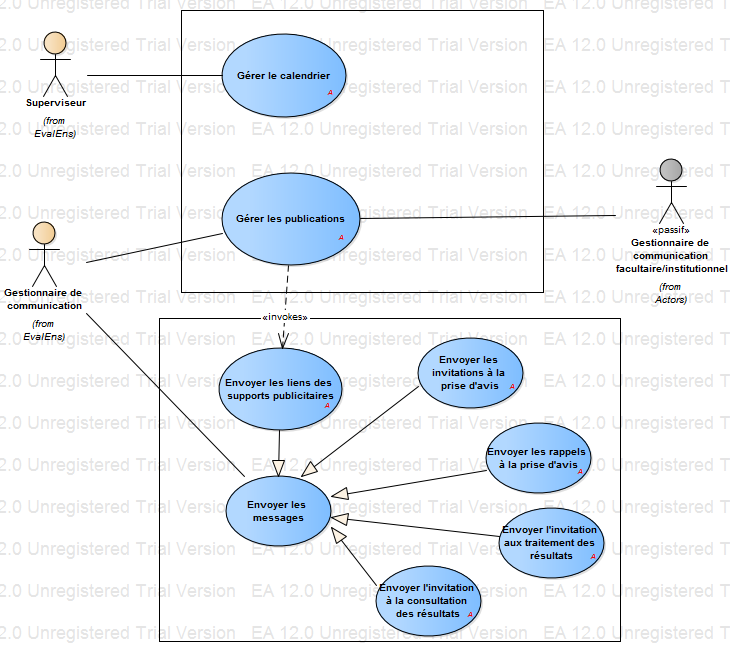 EA 12.0 Unregistered Trial Version
Gérer le calendrier
A
Superviseur
(from
EvalEns)
Gérer les publications
A
«passif»
Gestionnaire de
communication
facultaire/institutionnel
(from
Actors)
Gestionnaire de
communication
(from
EvalEns)
«invokes»
Envoyer les liens des
supports publicitaires
A
Envoyer les
invitations à la
prise d'avis
A
Envoyer les rappels
à la prise d'avis
A
Envoyer les
messages
Envoyer l'invitation
aux traitement des
résultats
A
Envoyer l'invitation
à la consultation
des résultats
A